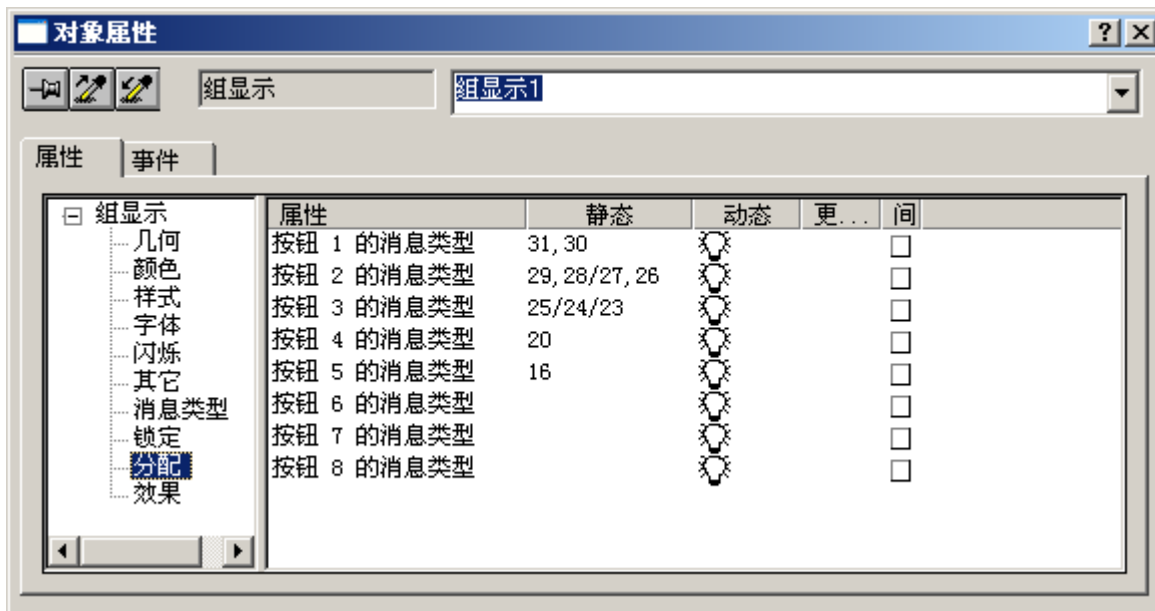 对象属性
组显示 组显示1
属性 事件
组显示
几何
颜色
样式
字体
闪烁
其它
消息类型
锁定
分配
效果
属性 静态 动态 更... 间
按钮 1 的消息类型 31,30
按钮 2 的消息类型 29,28/27,26
按钮 3 的消息类型 25/24/23
按钮 4 的消息类型 20
按钮 5 的消息类型 16
按钮 6 的消息类型
按钮 7 的消息类型
按钮 8 的消息类型